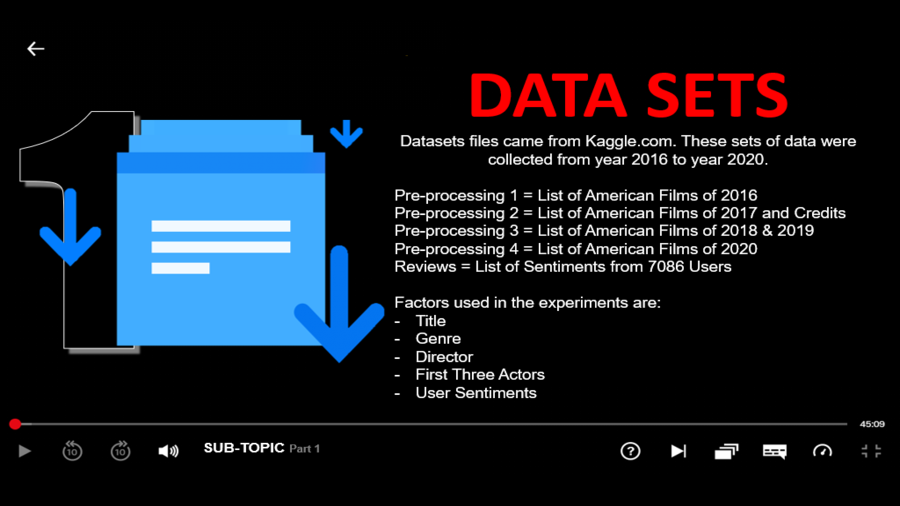 DATA SETS
Datasets files came from Kaggle.com. These sets of data were
collected from year 2016 to year 2020.
Pre-processing 1 = List of American Films of 2016
Pre-processing 2 = List of American Films of 2017 and Credits
Pre-processing 3 = List of American Films of 2018 & 2019
Pre-processing 4 = List of American Films of 2020
Reviews = List of Sentiments from 7086 Users
Factors used in the experiments are:
- Title
- Genre
- Director
- First Three Actors
- User Sentiments
45:09
10 10 SUB-TOPIC Part 1 ?